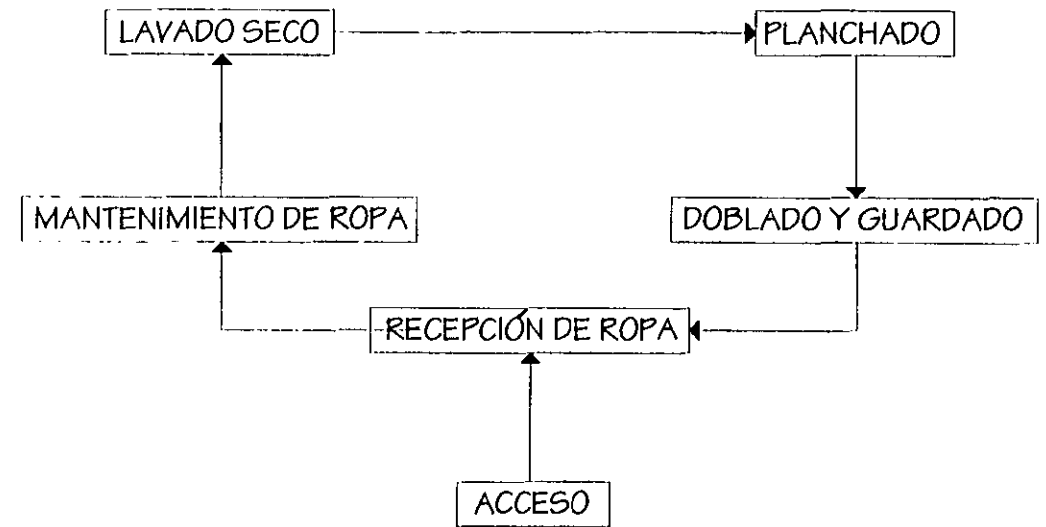 LAVADO SECO
PLANCHADO
MANTENIMIENTO DE ROPA
DOBLADO Y GUARDADO
RECEPCIÓN DE ROPA
ACCESO